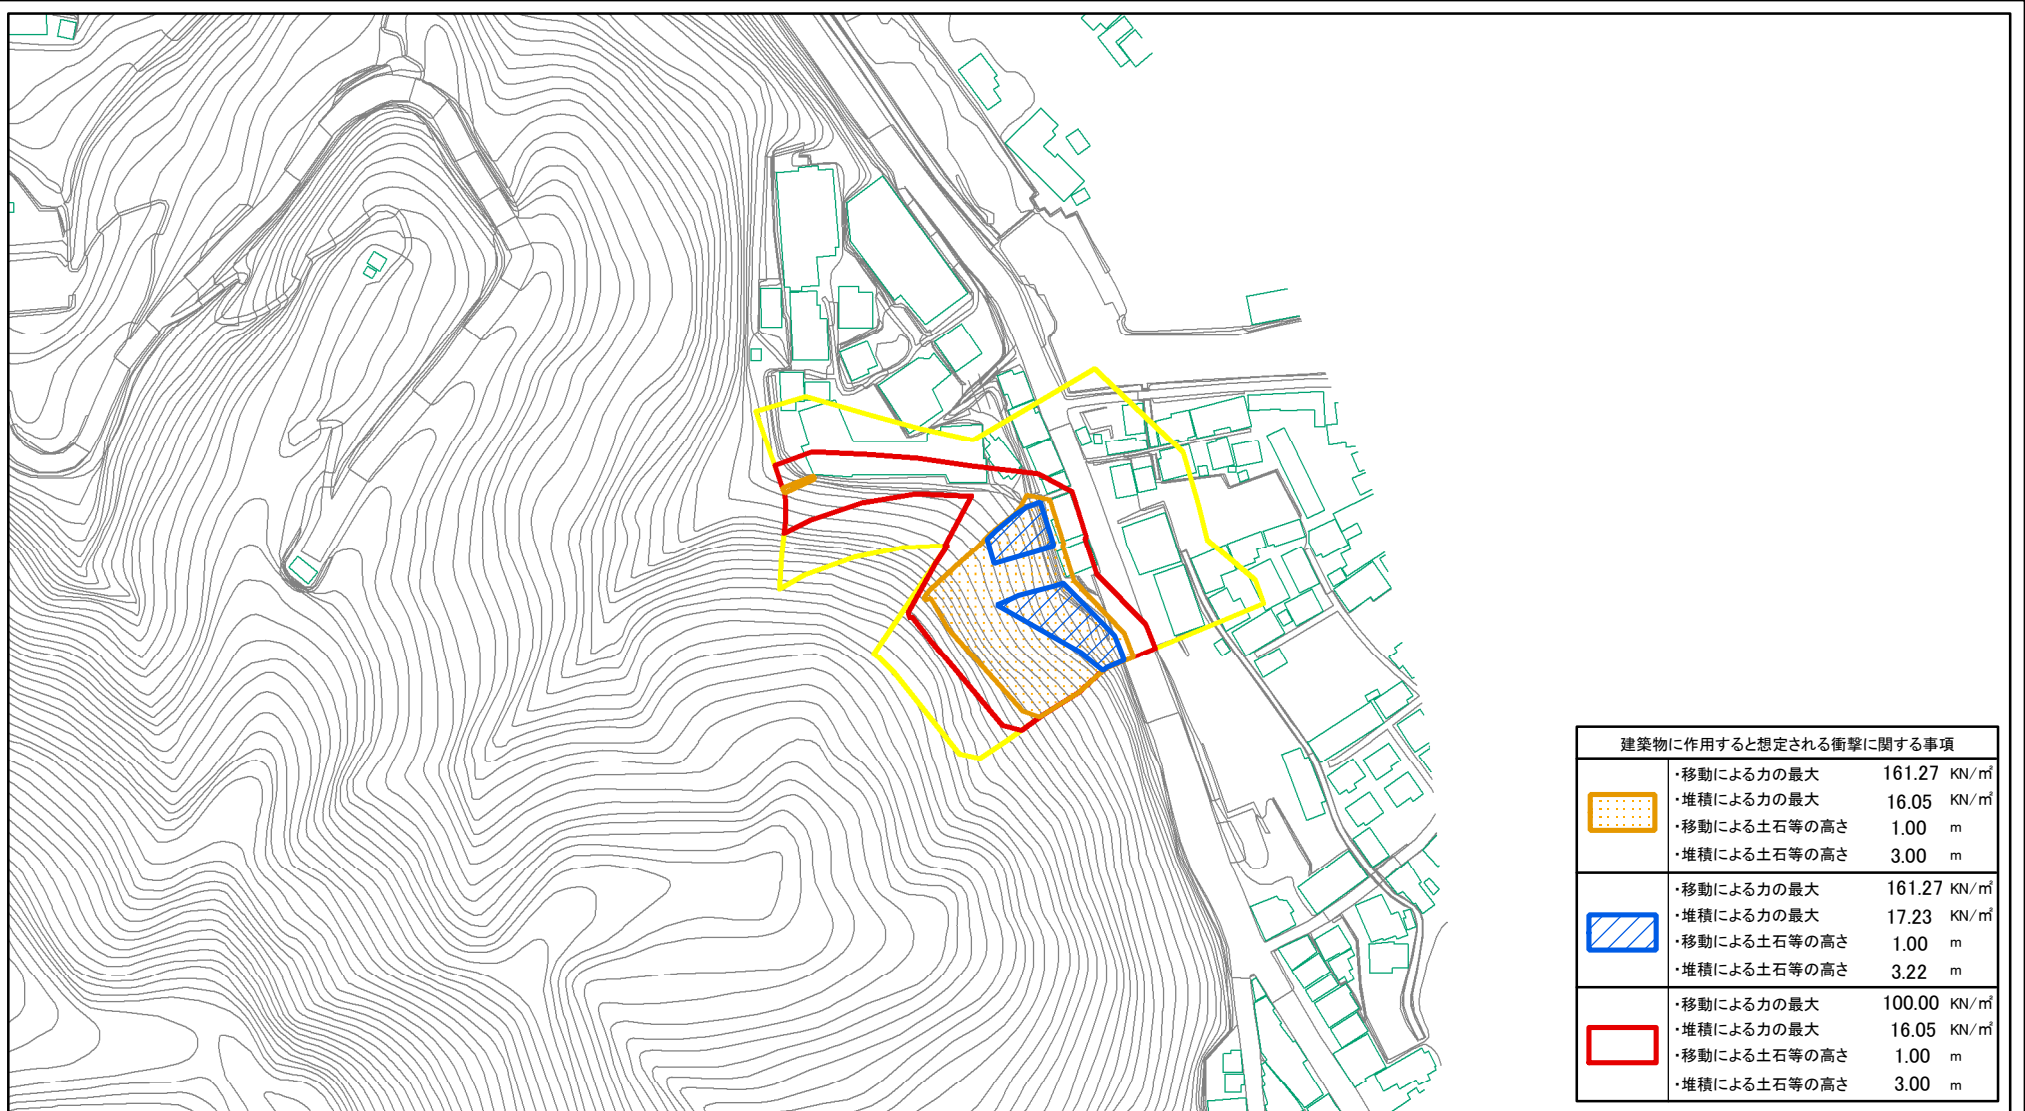 建築物に作用すると想定される衝撃に関する事項
・移動による力の最大 161.27 KN/㎡
・堆積による力の最大 16.05 KN/㎡
・移動による土石等の高さ 1.00 m
・堆積による土石等の高さ 3.00 m
・移動による力の最大 161.27 KN/㎡
・堆積による力の最大 17.23 KN/㎡
・移動による土石等の高さ 1.00 m
・堆積による土石等の高さ 3.22 m
・移動による力の最大 100.00 KN/㎡
・堆積による力の最大 16.05 KN/㎡
・移動による土石等の高さ 1.00 m
・堆積による土石等の高さ 3.00 m